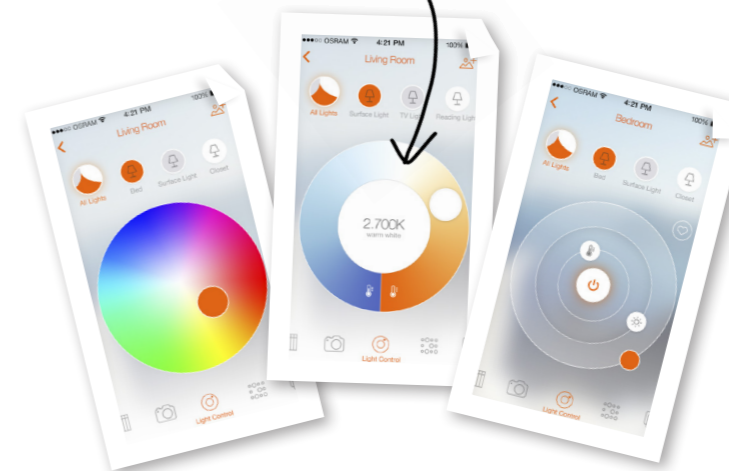 OSRAM 4:21 PM 100%
Living Room
All Lights Bed Surface Light Closet
Light Control
OSRAM 4:21 PM 100%
Living Room
All Lights Surface Light TV Light Reading Light
2.700K
warm white
Light Control
OSRAM 4:21 PM 100%
Bedroom
All Lights Bed Surface Light Closet
Light Control